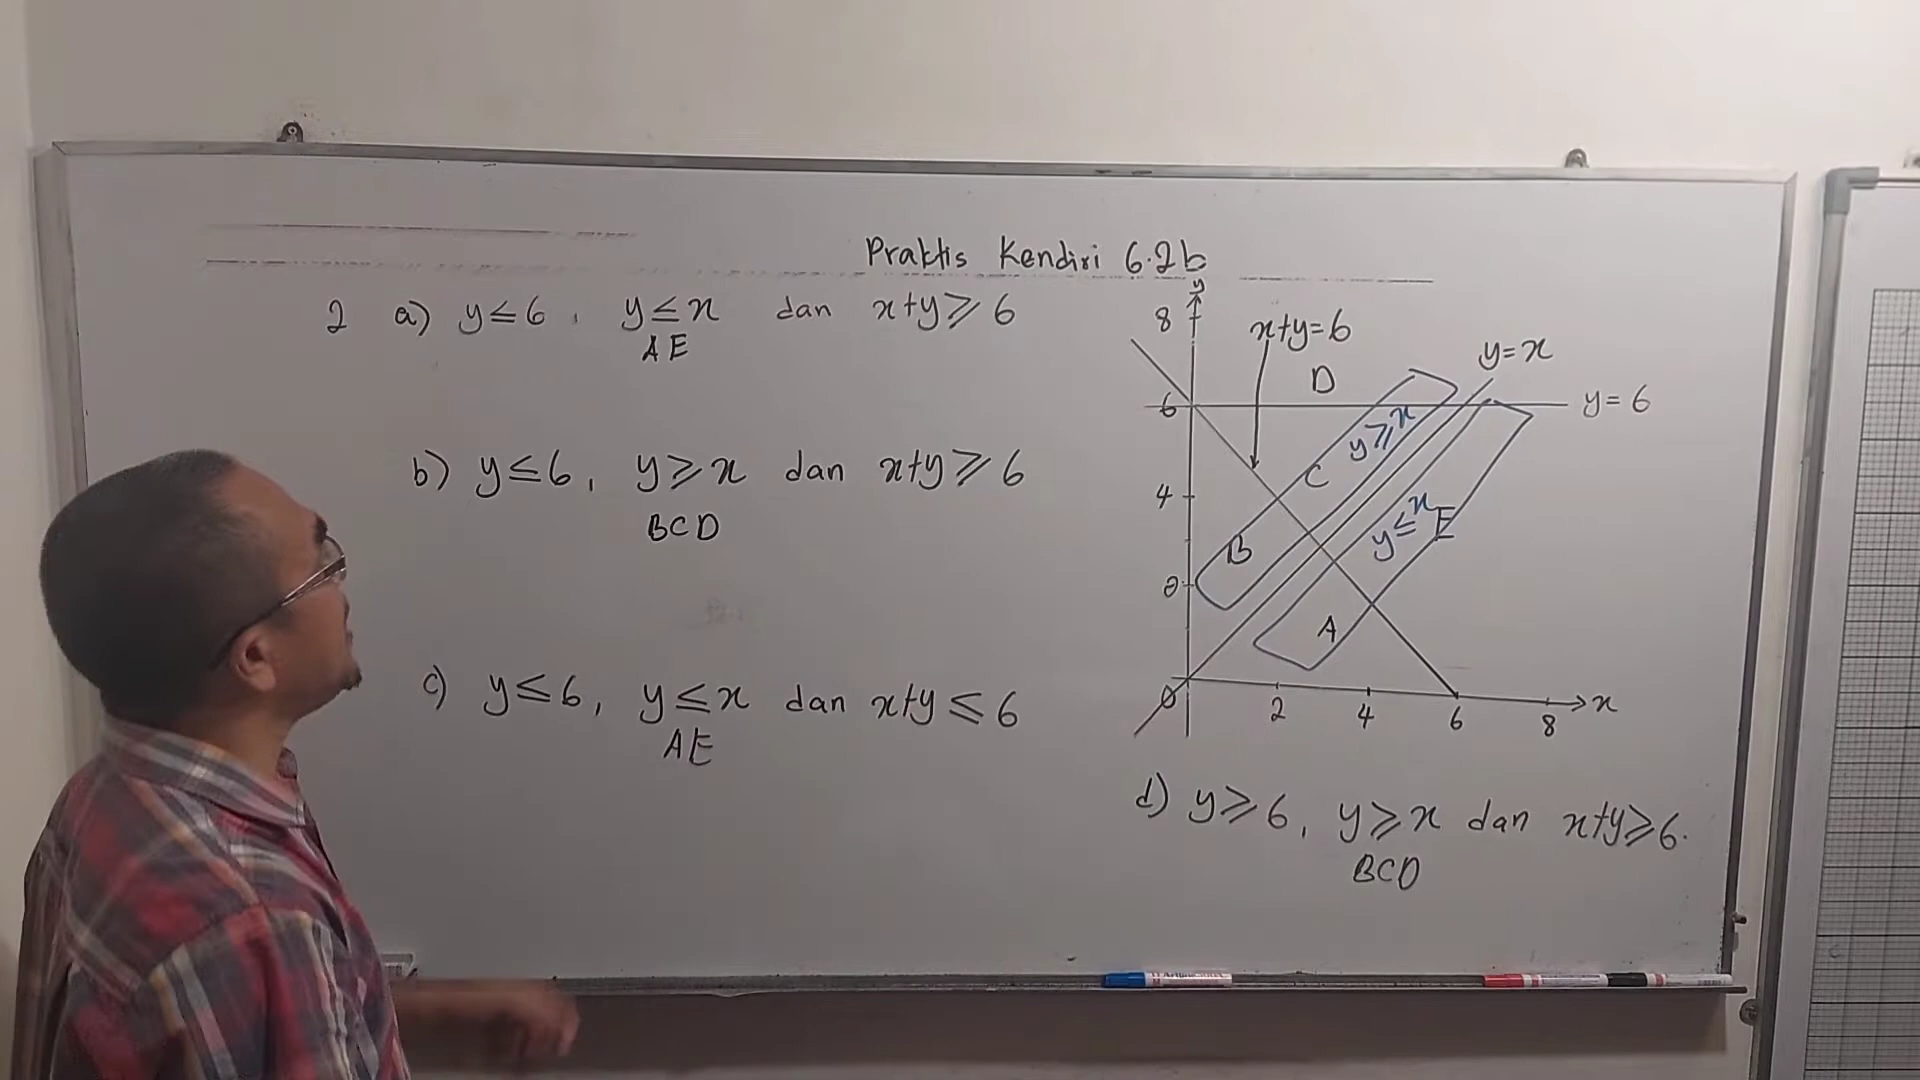 Praktis Kendiri 6.2b
2 a) y≤6, y≤x dan x+y≥6
AE
b) y≤6, y≥x dan x+y≥6
BCD
c) y≤6, y≤x dan x+y≤6
AE
y
8
x+y=6
y=x
D
6
y=6
y≥x
C
4
y≤x
E
B
2
A
0
2 4 6 8
x
d) y≥6, y≥x dan x+y≥6.
BCD